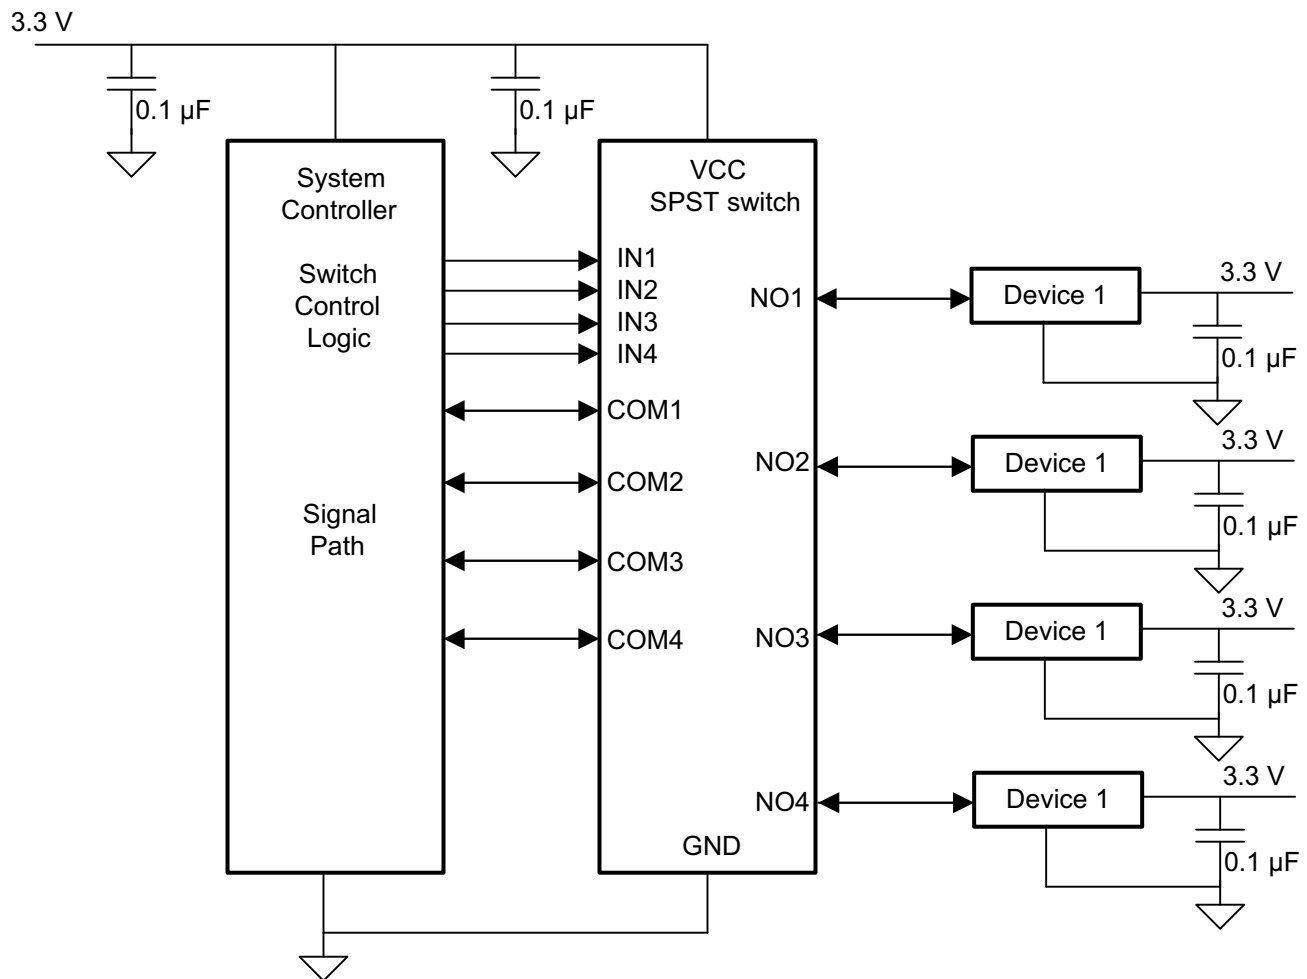 3.3 V
0.1 µF
0.1 µF
System
Controller
Switch
Control
Logic
Signal
Path
VCC
SPST switch
IN1
IN2
IN3
IN4
COM1
COM2
COM3
COM4
NO1
NO2
NO3
NO4
GND
Device 1
3.3 V
0.1 µF
Device 1
3.3 V
0.1 µF
Device 1
3.3 V
0.1 µF
Device 1
3.3 V
0.1 µF